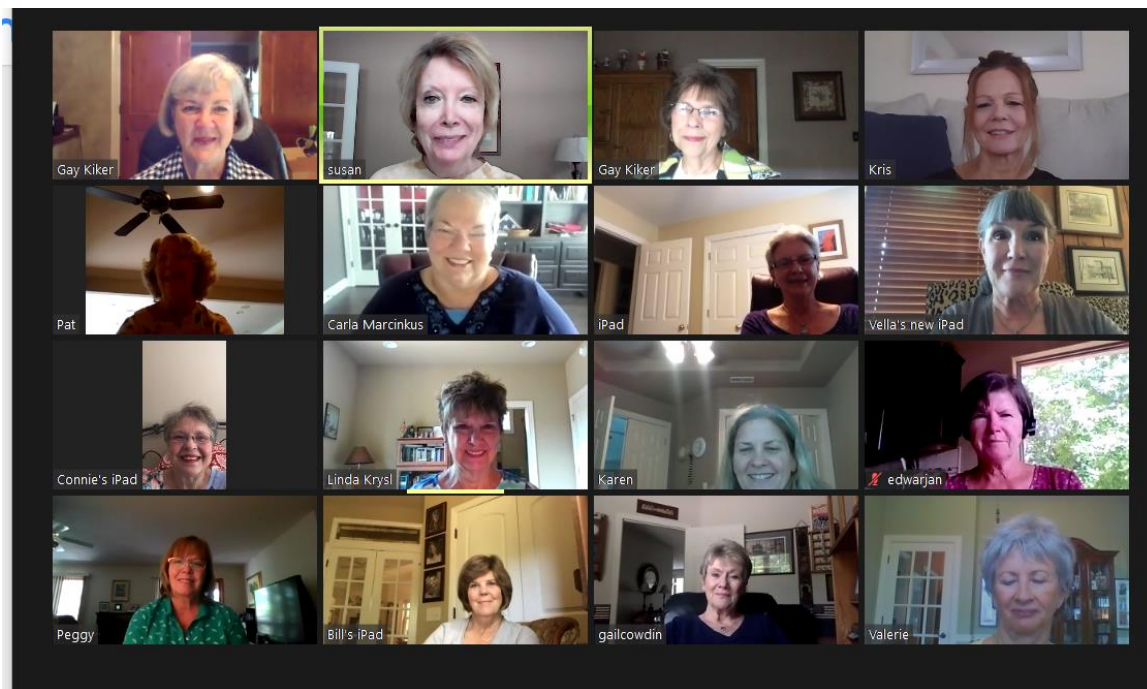 Gay Kiker
susan
Gay Kiker
Kris
Pat
Carla Marcinkus
iPad
Vella's new iPad
Connie's iPad
Linda Krysl
Karen
edwarjan
Peggy
Bill's iPad
gailcowdin
Valerie